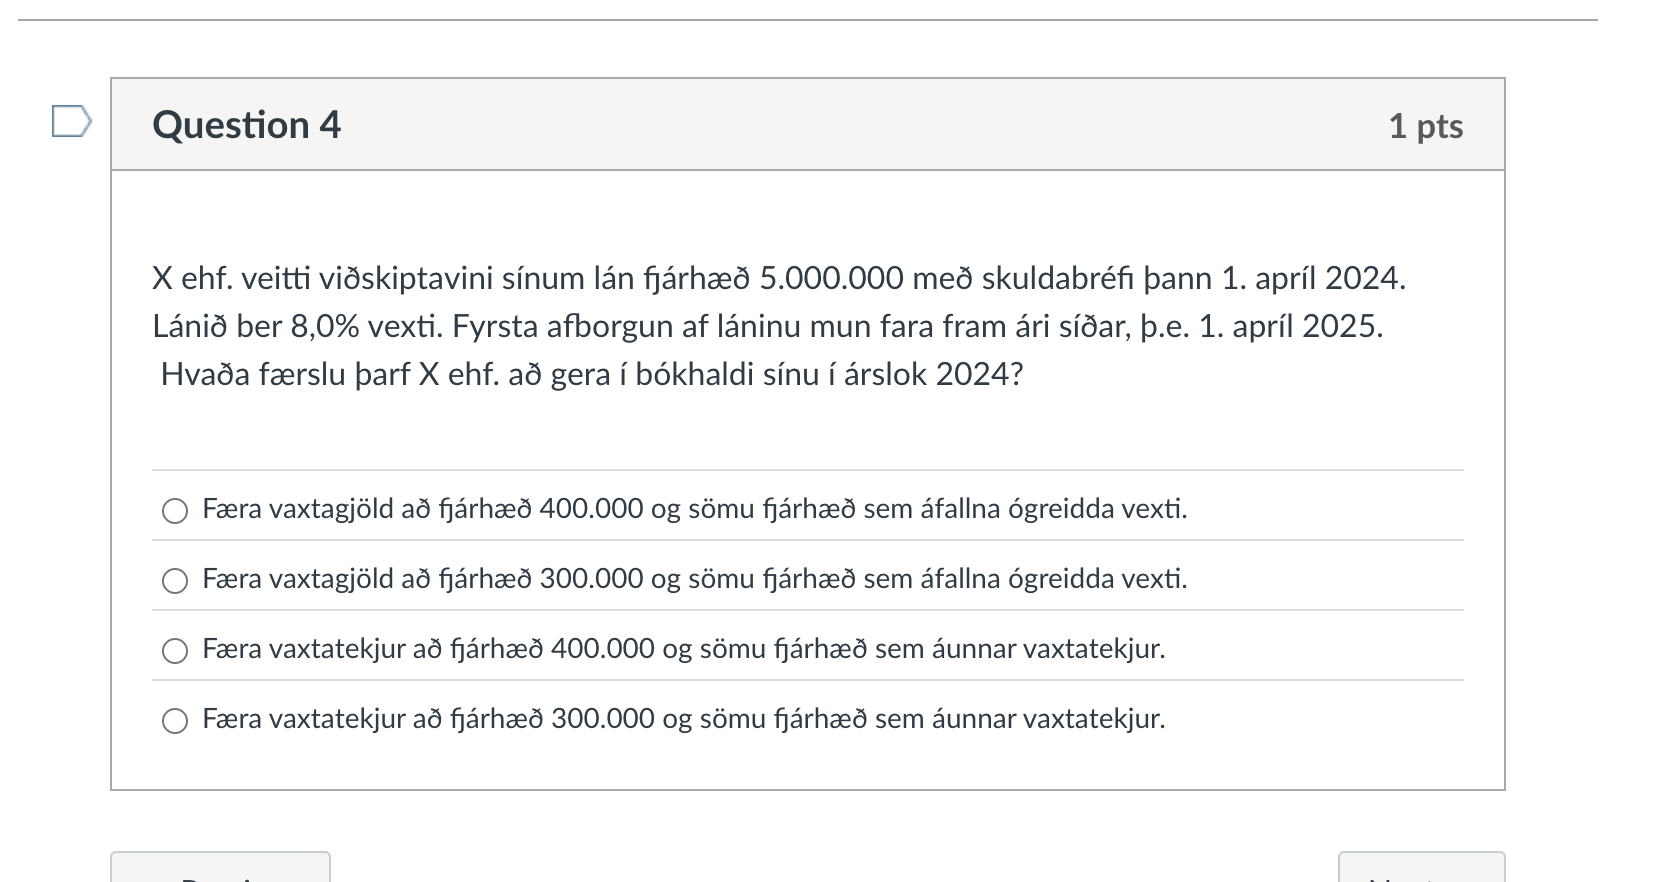 Question 4
1 pts
X ehf. veitti viðskiptavini sínum lán fjárhæð 5.000.000 með skuldabréfi þann 1. apríl 2024.
Lánið ber 8,0% vexti. Fyrsta afborgun af láninu mun fara fram ári síðar, þ.e. 1. apríl 2025.
Hvaða færslu þarf X ehf. að gera í bókhaldi sínu í árslok 2024?
Færa vaxtagjöld að fjárhæð 400.000 og sömu fjárhæð sem áfallna ógreidda vexti.
Færa vaxtagjöld að fjárhæð 300.000 og sömu fjárhæð sem áfallna ógreidda vexti.
Færa vaxtatekjur að fjárhæð 400.000 og sömu fjárhæð sem áunnar vaxtatekjur.
Færa vaxtatekjur að fjárhæð 300.000 og sömu fjárhæð sem áunnar vaxtatekjur.